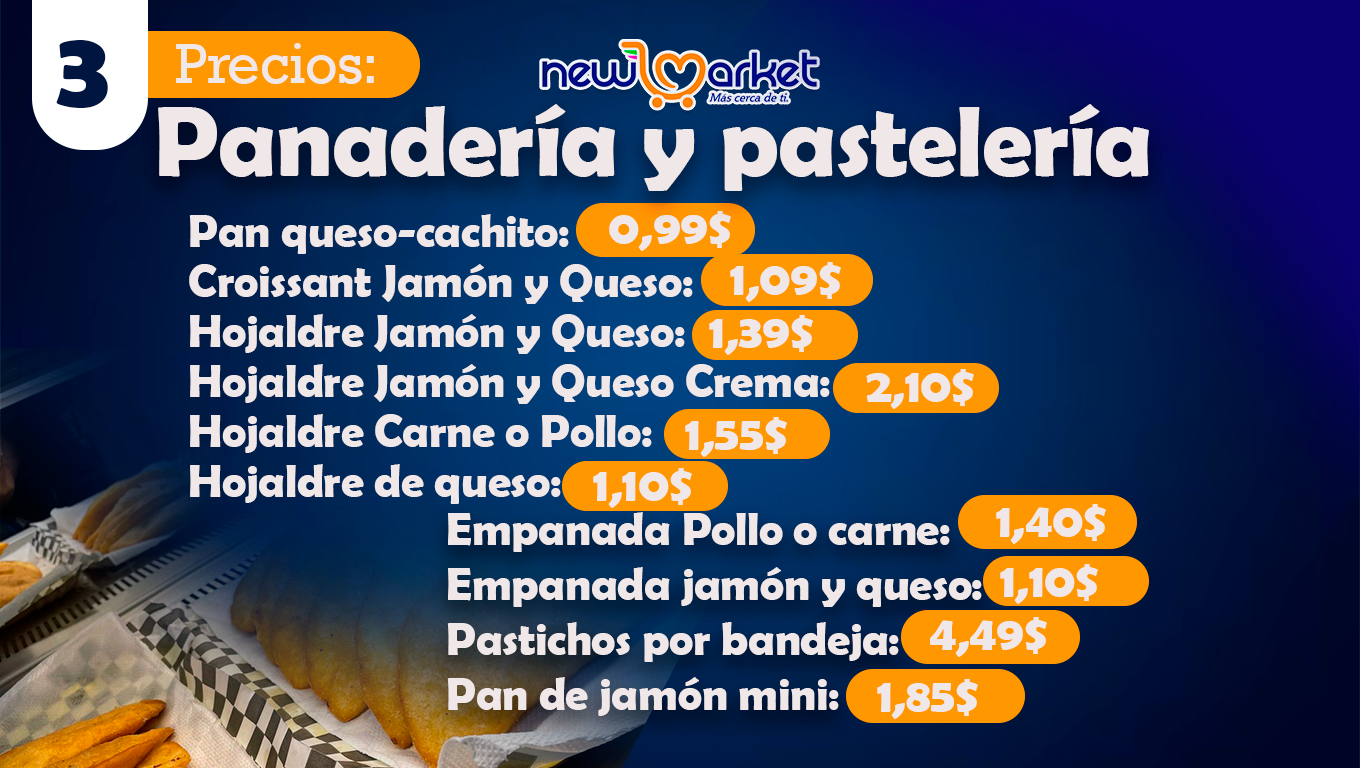 3
Precios:
newmarket
Más cerca de ti.
Panadería y pastelería
Pan queso-cachito: 0,99$
Croissant Jamón y Queso: 1,09$
Hojaldre Jamón y Queso: 1,39$
Hojaldre Jamón y Queso Crema: 2,10$
Hojaldre Carne o Pollo: 1,55$
Hojaldre de queso: 1,10$
Empanada Pollo o carne: 1,40$
Empanada jamón y queso: 1,10$
Pastichos por bandeja: 4,49$
Pan de jamón mini: 1,85$